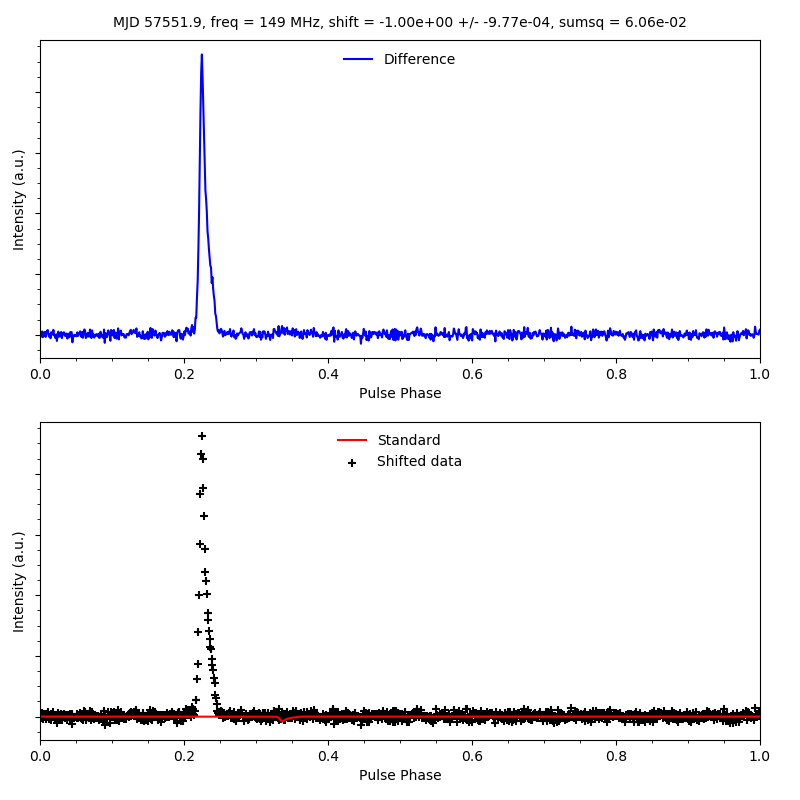 MJD 57551.9, freq = 149 MHz, shift = -1.00e+00 +/- -9.77e-04, sumsq = 6.06e-02
Difference
Intensity (a.u.)
0.0 0.2 0.4 0.6 0.8 1.0
Pulse Phase
Standard
Shifted data
Intensity (a.u.)
0.0 0.2 0.4 0.6 0.8 1.0
Pulse Phase